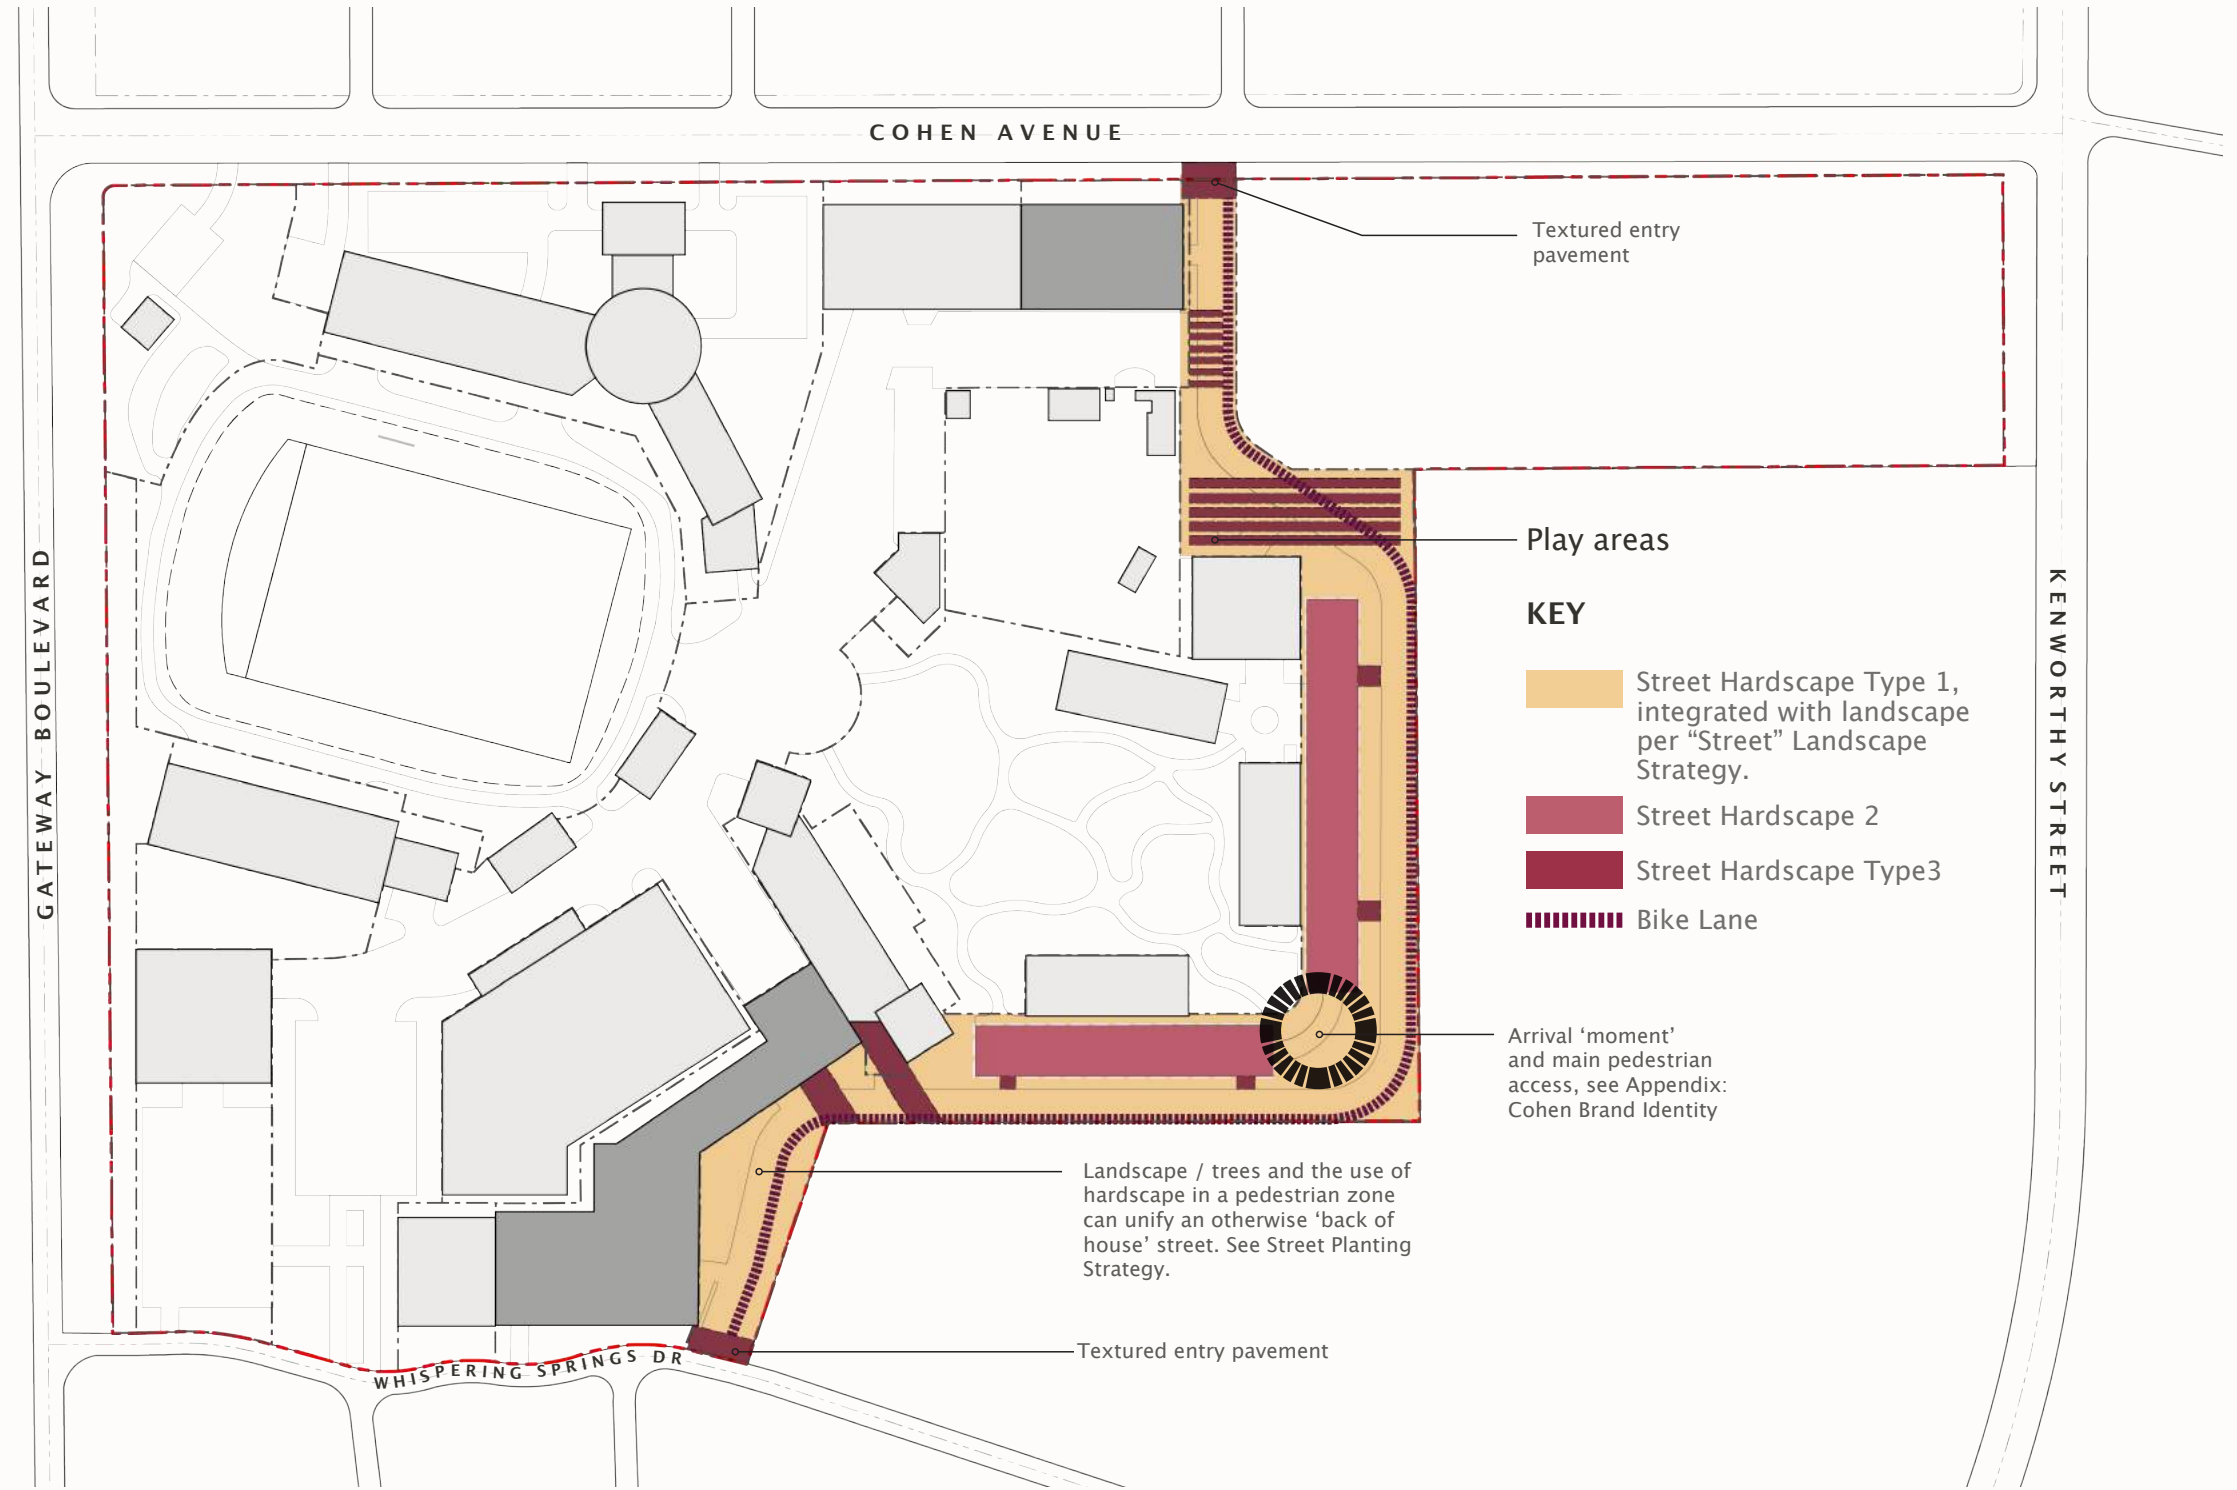 COHEN AVENUE
Textured entry
pavement
Play areas
KEY
Street Hardscape Type 1,
integrated with landscape
per “Street” Landscape
Strategy.
Street Hardscape 2
Street Hardscape Type3
Bike Lane
Arrival ‘moment’
and main pedestrian
access, see Appendix:
Cohen Brand Identity
Landscape / trees and the use of
hardscape in a pedestrian zone
can unify an otherwise ‘back of
house’ street. See Street Planting
Strategy.
Textured entry pavement
GATEWAY BOULEVARD
KENWORTHY STREET
WHISPERING SPRINGS DR